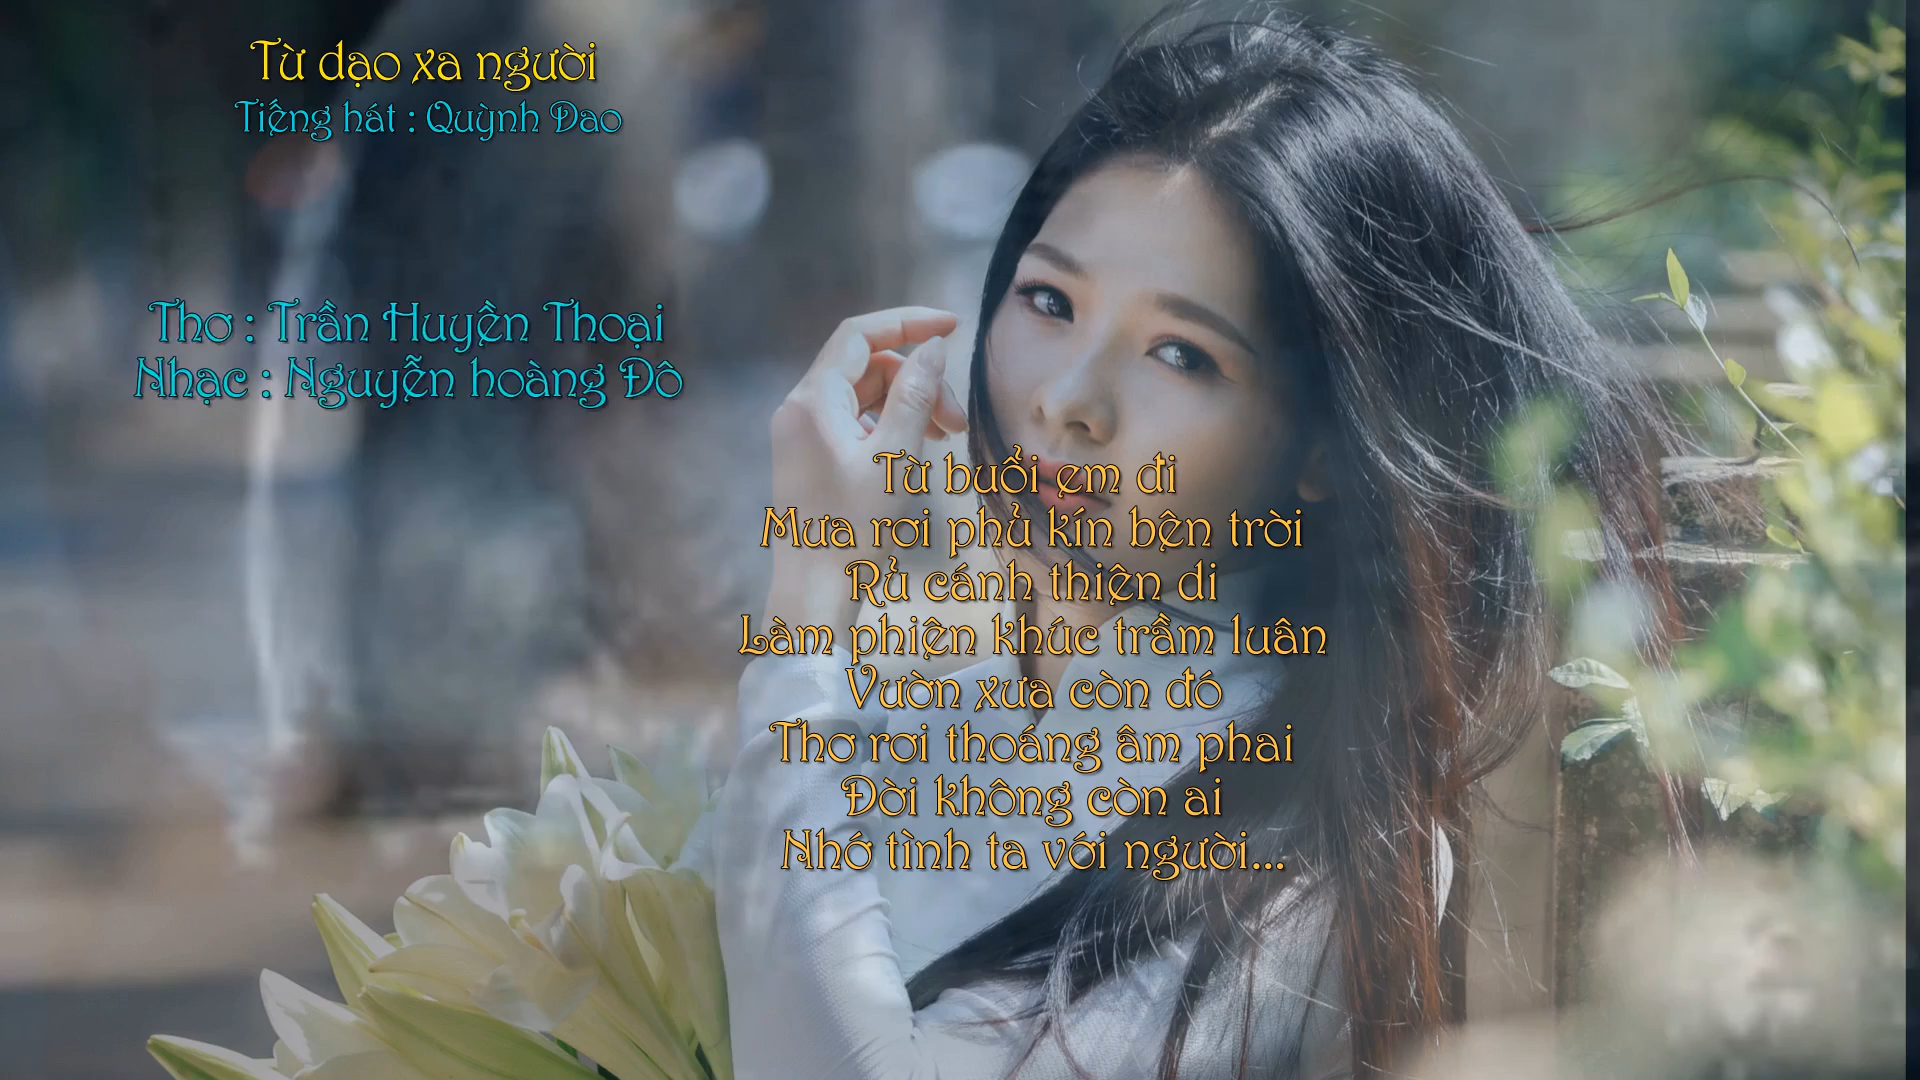 Từ dạo xa người
Tiếng hát : Quỳnh Dao
Thơ : Trần Huyền Thoại
Nhạc : Nguyễn hoàng Đô
Từ buổi em đi
Mưa rơi phủ kín bên trời
Rủ cánh thiên di
Làm phiên khúc trầm luân
Vườn xưa còn đó
Thơ rơi thoáng âm phai
Đời không còn ai
Nhớ tình ta với người...